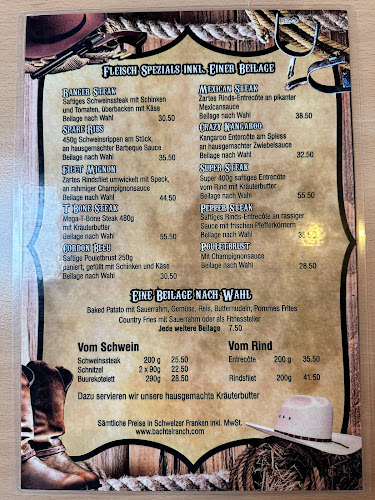 Fleisch Spezials inkl. Einer Beilage
Ranger Steak
Saftiges Schweinssteak mit Schinken
und Tomaten, überbacken mit Käse
Beilage nach Wahl 30.50
Spare Ribs
450g Schweinsrippen am Stück,
an hausgemachter Barbeque Sauce
Beilage nach Wahl 35.50
Filet Mignon
Zartes Rindsfilet umwickelt mit Speck,
an rahmiger Champignonsauce
Beilage nach Wahl 44.50
T Bone Steak
Mega-T-Bone Steak 480g
mit Kräuterbutter
Beilage nach Wahl 55.50
Cordon Bleu
Saftige Pouletbrust 250g
paniert, gefüllt mit Schinken und Käse
Beilage nach Wahl 30.50
Mexican Steak
Zartes Rinds-Entrecôte an pikanter
Mexicansauce
Beilage nach Wahl 38.50
Crazy Kangaroo
Kangaroo Entercôte am Spiess
an hausgemachter Zwiebelsauce
Beilage nach Wahl 32.50
Super Steak
Super 400g saftiges Entrecôte
vom Rind mit Kräuterbutter
Beilage nach Wahl 55.50
Pepper Steak
Saftiges Rinds-Entrecôte an rassiger
Sauce mit frischen Pfefferkörnern
Beilage nach Wahl
Pouletbrust
Mit Champignonsauce
Beilage nach Wahl 28.50
Eine Beilage nach Wahl
Baked Patato mit Sauerrahm, Gemüse, Reis, Butternudeln, Pommes Frites
Country Fries mit Sauerrahm oder als Fitnessteller
Jede weitere Beilage 7.50
Vom Schwein
Schweinssteak 200 g 25.50
Schnitzel 2 x 90g 22.50
Buurekotelett 290g 28.50
Vom Rind
Entrecôte 200 g 35.50
Rindsfilet 200g 41.50
Dazu servieren wir unsere hausgemachte Kräuterbutter
Sämtliche Preise in Schweizer Franken inkl. MwSt.
www.bachtelranch.com